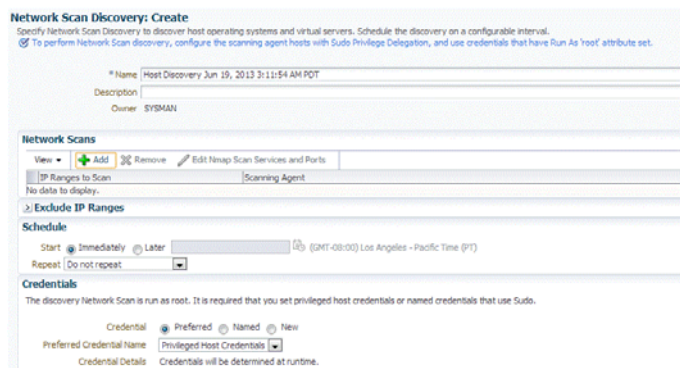 Network Scan Discovery: Create
Specify Network Scan Discovery to discover host operating systems and virtual servers. Schedule the discovery on a configurable interval.
To perform Network Scan discovery, configure the scanning agent hosts with Sudo Privilege Delegation, and use credentials that have Run As 'root' attribute set.
* Name Host Discovery Jun 19, 2013 3:11:54 AM PDT
Description
Owner SYSMAN
Network Scans
View Add Remove Edit Nmap Scan Services and Ports
IP Ranges to Scan Scanning Agent
No data to display.
Exclude IP Ranges
Schedule
Start Immediately Later (GMT-08:00) Los Angeles - Pacific Time (PT)
Repeat Do not repeat
Credentials
The discovery Network Scan is run as root. It is required that you set privileged host credentials or named credentials that use Sudo.
Credential Preferred Named New
Preferred Credential Name Privileged Host Credentials
Credential Details Credentials will be determined at runtime.